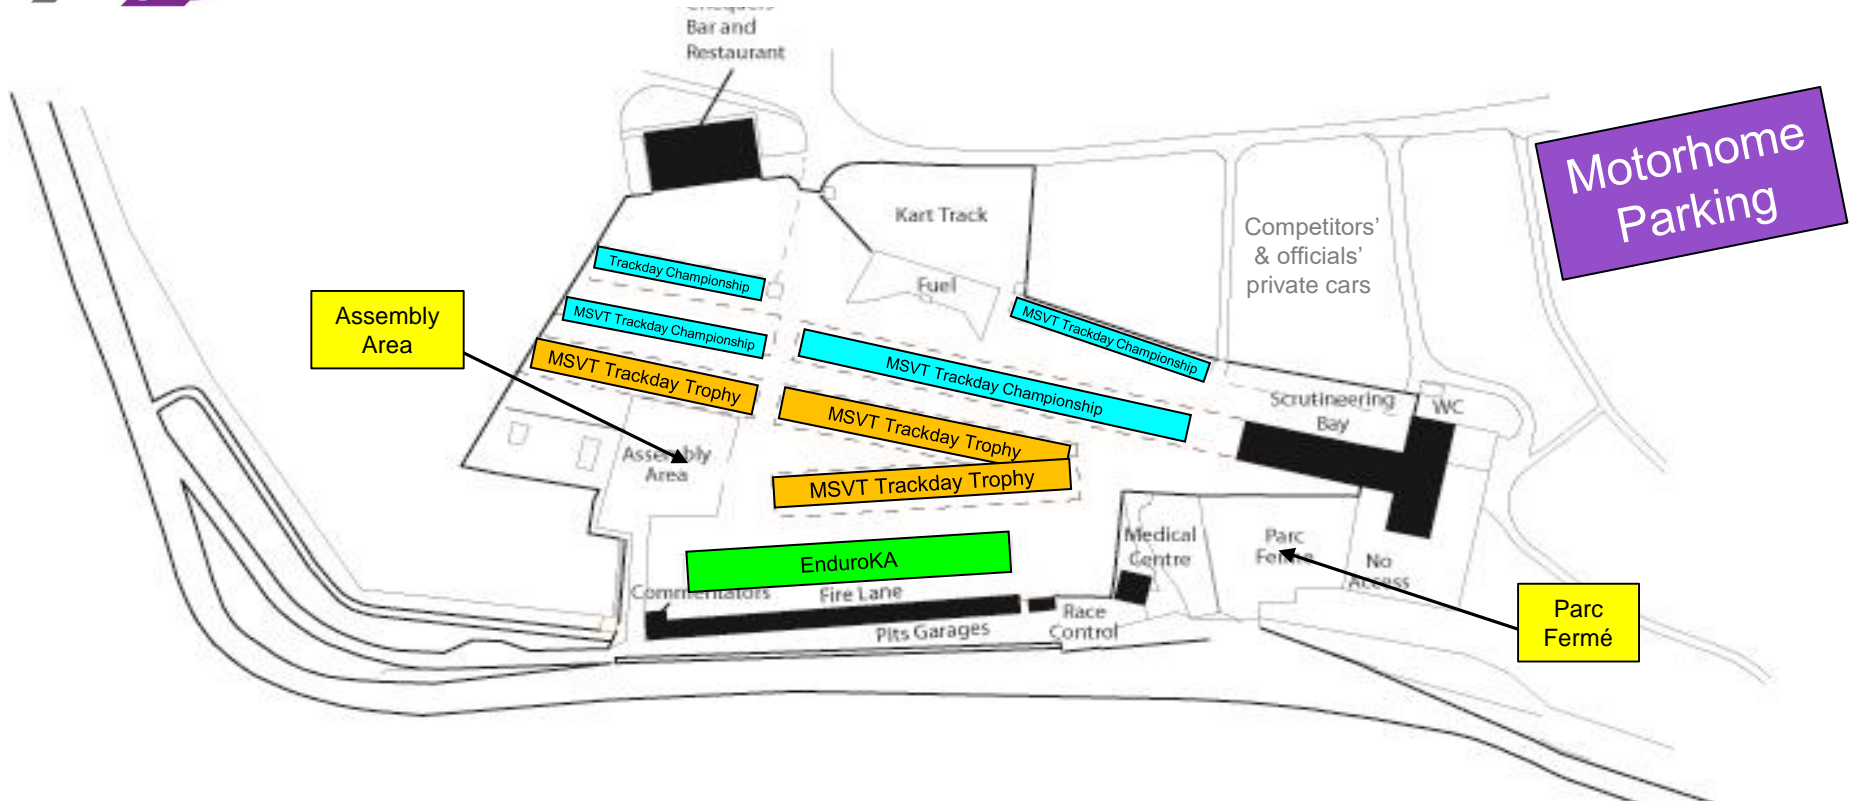 Bar and
Restaurant
Motorhome
Parking
Kart Track
Competitors'
& officials'
private cars
Trackday Championship
Fuel
MSVT Trackday Championship
MSVT Trackday Championship
Assembly
Area
MSVT Trackday Championship
MSVT Trackday Trophy
MSVT Trackday Trophy
Scrutineering
Bay
WC
Assembly
Area
MSVT Trackday Trophy
Medical
Centre
Parc
Ferme
No
Access
EnduroKA
Commentators
Fire Lane
Pits Garages
Race
Control
Parc
Fermé